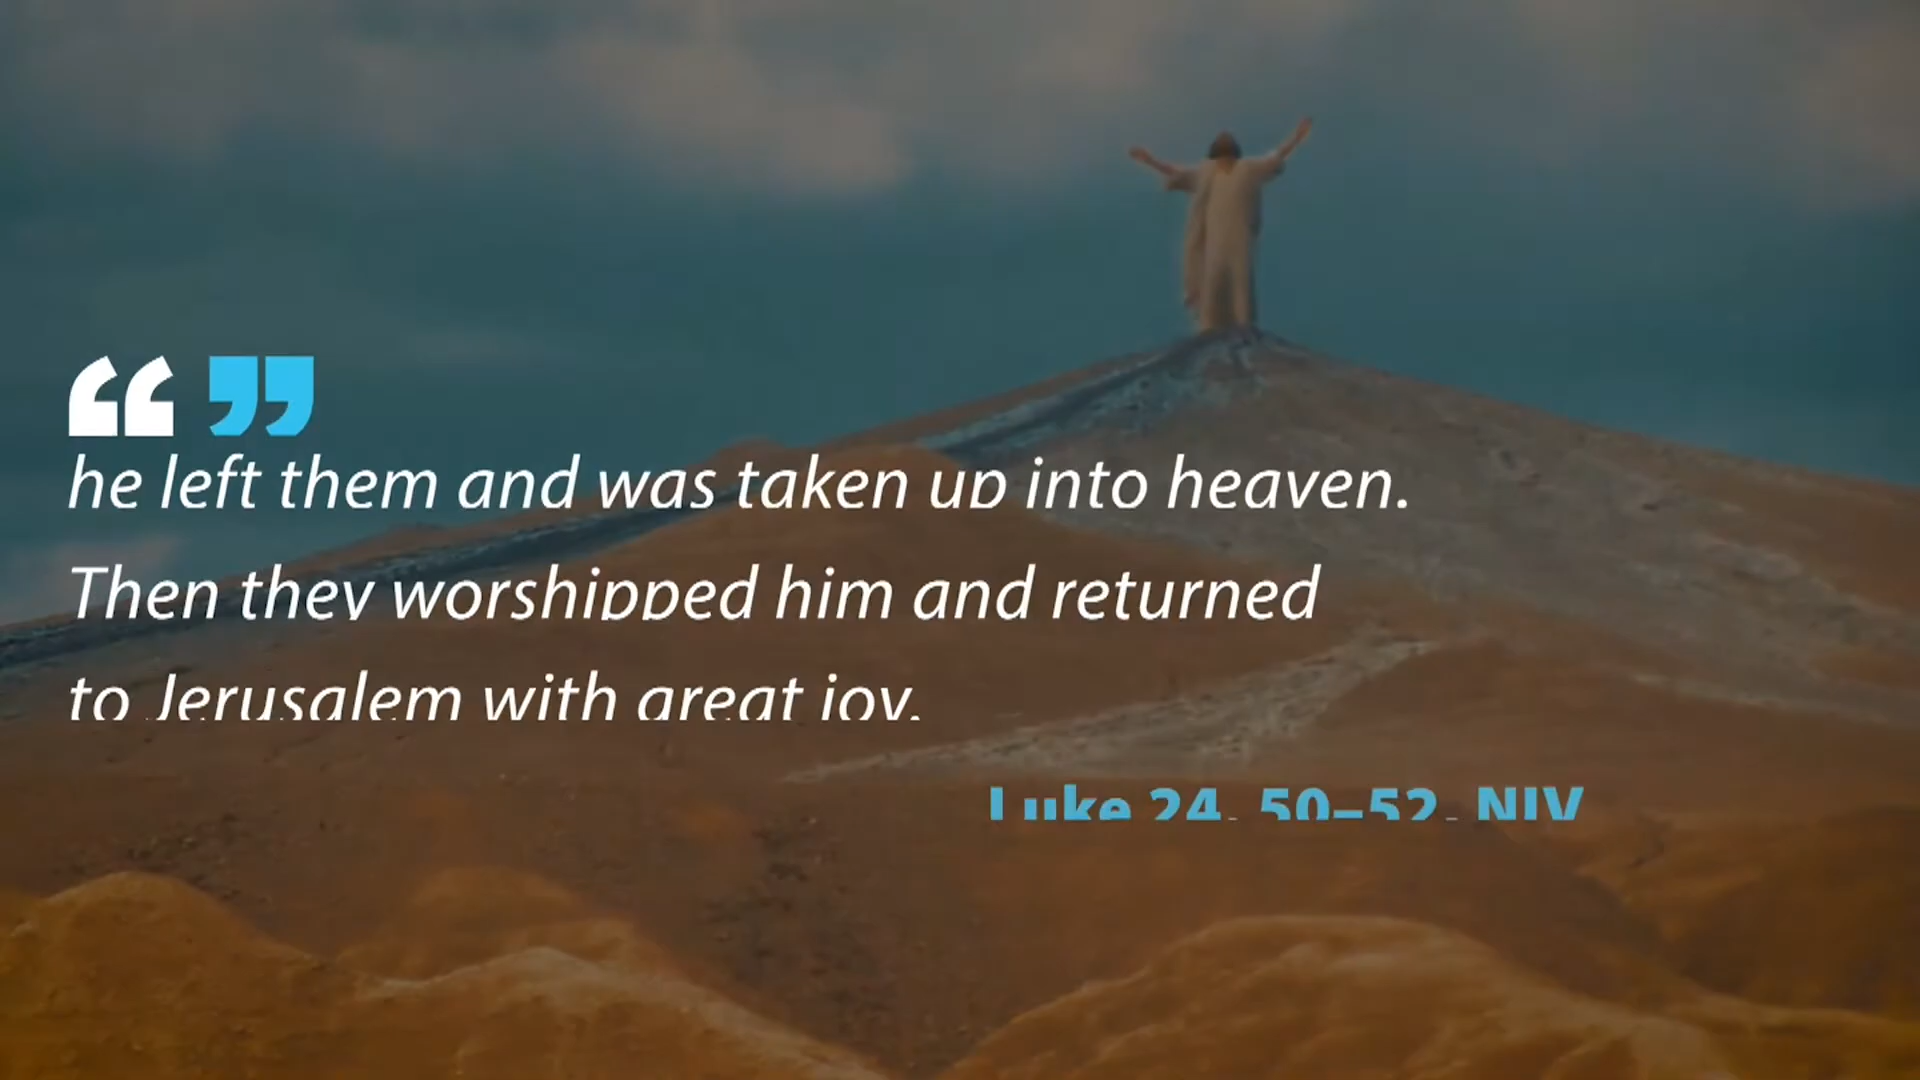 “ ”
he left them and was taken up into heaven.
Then they worshipped him and returned
to Jerusalem with great joy.
Luke 24, 50–52, NIV